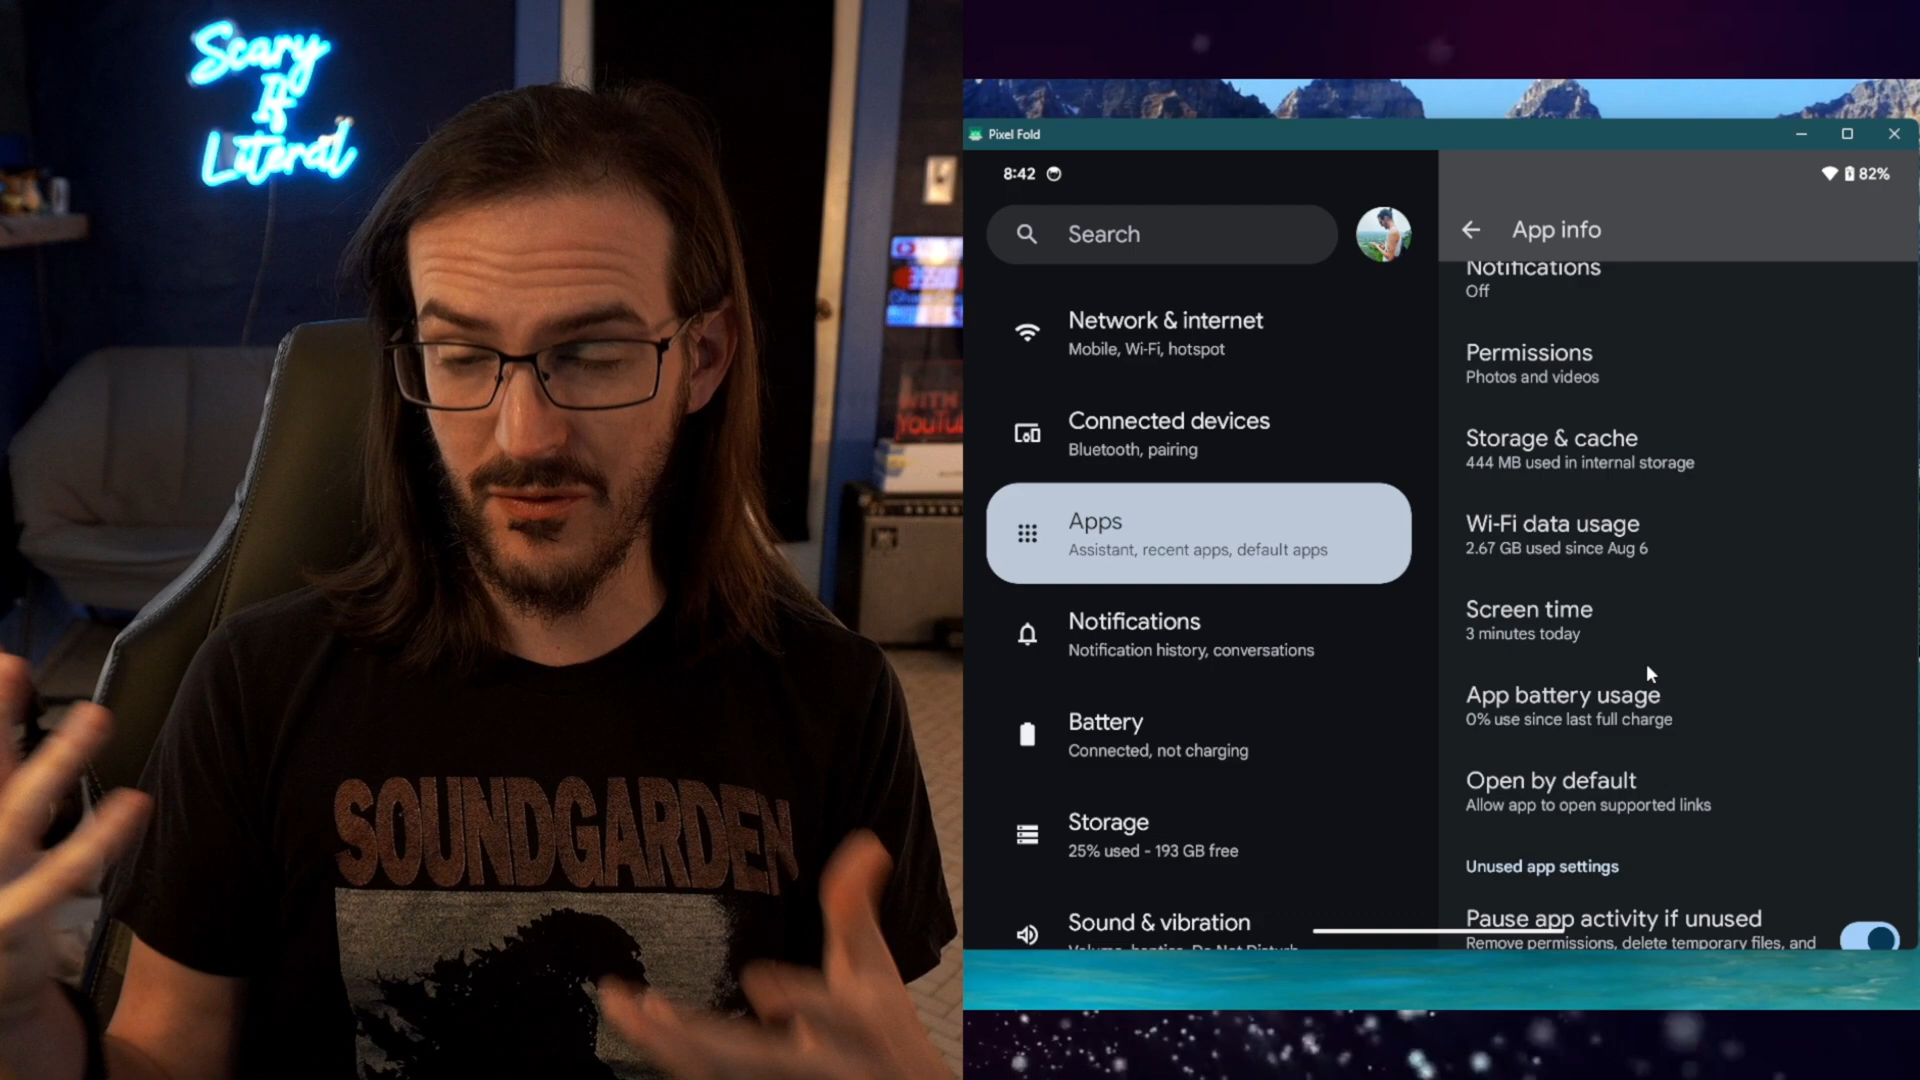 Scary
If
Literal
WITH
SOUNDGARDEN
Pixel Fold
8:42
82%
Search
Network & internet
Mobile, Wi-Fi, hotspot
Connected devices
Bluetooth, pairing
Apps
Assistant, recent apps, default apps
Notifications
Notification history, conversations
Battery
Connected, not charging
Storage
25% used - 193 GB free
Sound & vibration
App info
Notifications
Off
Permissions
Photos and videos
Storage & cache
444 MB used in internal storage
Wi-Fi data usage
2.67 GB used since Aug 6
Screen time
3 minutes today
App battery usage
0% use since last full charge
Open by default
Allow app to open supported links
Unused app settings
Pause app activity if unused
Remove permissions, delete temporary files, and